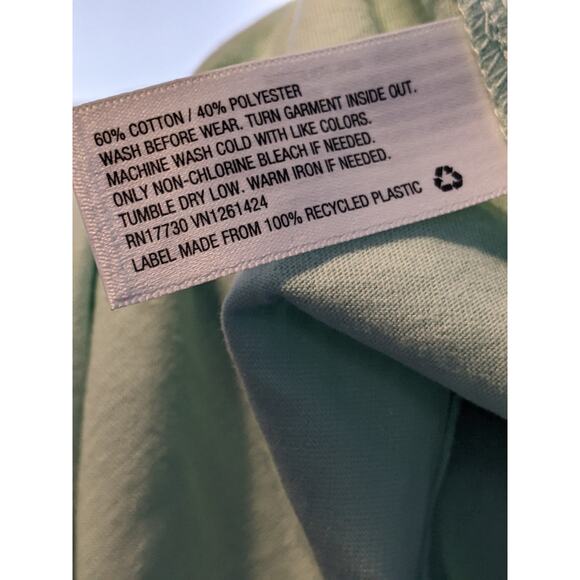 60% COTTON / 40% POLYESTER
WASH BEFORE WEAR. TURN GARMENT INSIDE OUT.
MACHINE WASH COLD WITH LIKE COLORS.
ONLY NON-CHLORINE BLEACH IF NEEDED.
TUMBLE DRY LOW. WARM IRON IF NEEDED.
RN17730 VN1261424
LABEL MADE FROM 100% RECYCLED PLASTIC